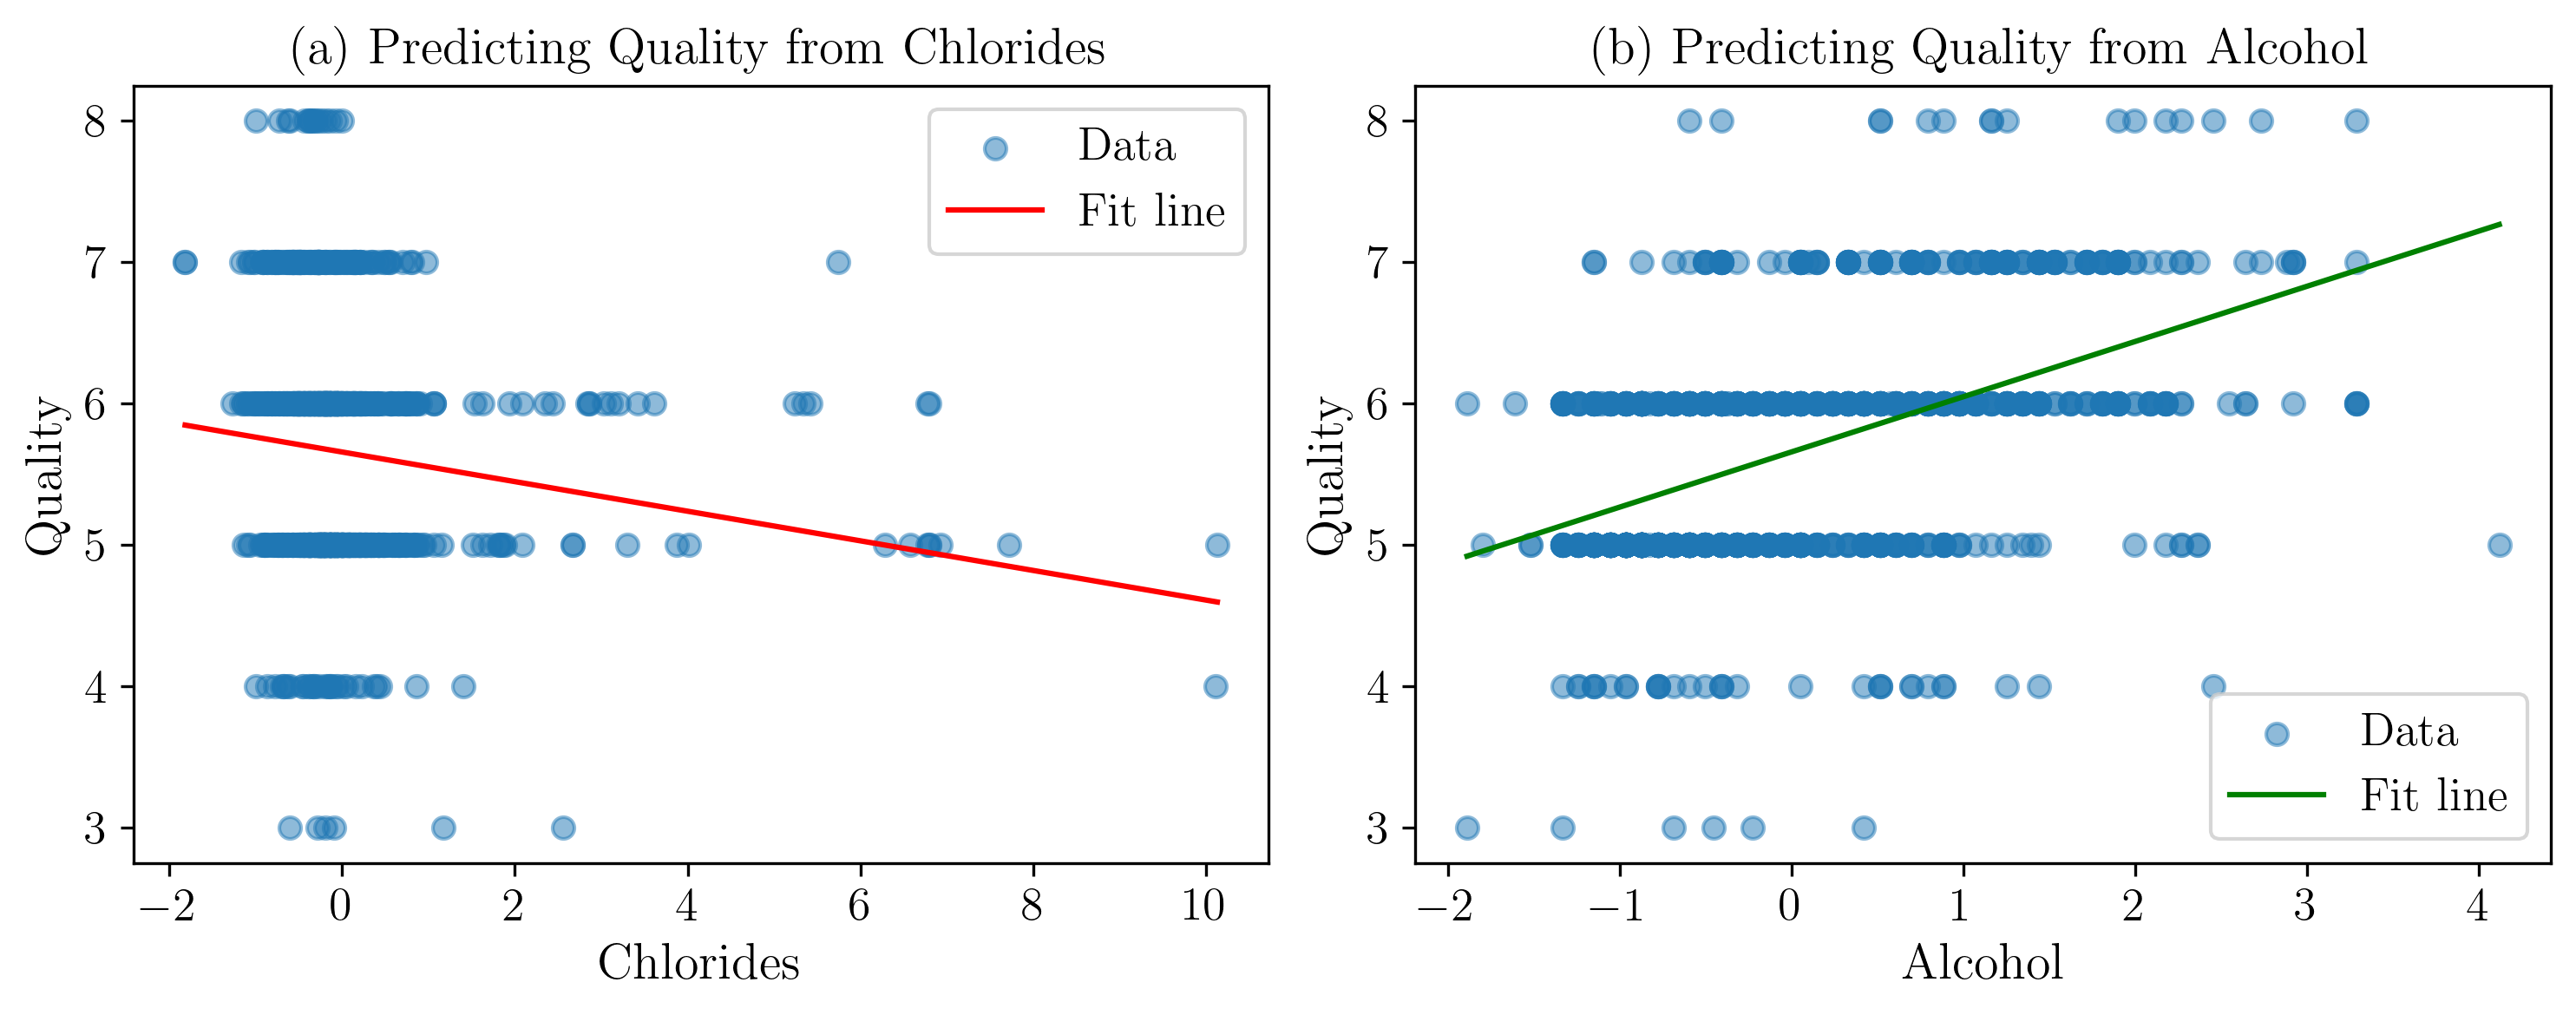 (a) Predicting Quality from Chlorides
8
7
6
5
4
3
Quality
Data
Fit line
−2
0
2
4
6
8
10
Chlorides
(b) Predicting Quality from Alcohol
8
7
6
5
4
3
Quality
Data
Fit line
−2
−1
0
1
2
3
4
Alcohol